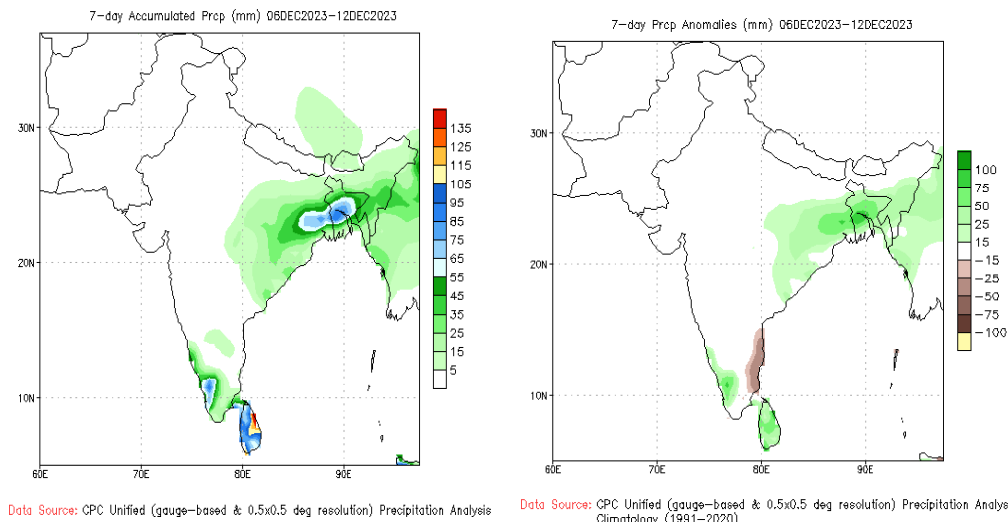 7-day Accumulated Prcp (mm) 06DEC2023-12DEC2023
30N
20N
10N
60E 70E 80E 90E
135
125
115
105
95
85
75
65
55
45
35
25
15
5
Data Source: CPC Unified (gauge-based & 0.5x0.5 deg resolution) Precipitation Analysis
7-day Prcp Anomalies (mm) 06DEC2023-12DEC2023
30N
20N
10N
60E 70E 80E 90E
100
75
50
25
15
-15
-25
-50
-75
-100
Data Source: CPC Unified (gauge-based & 0.5x0.5 deg resolution) Precipitation Analys
Climatology (1991-2020)